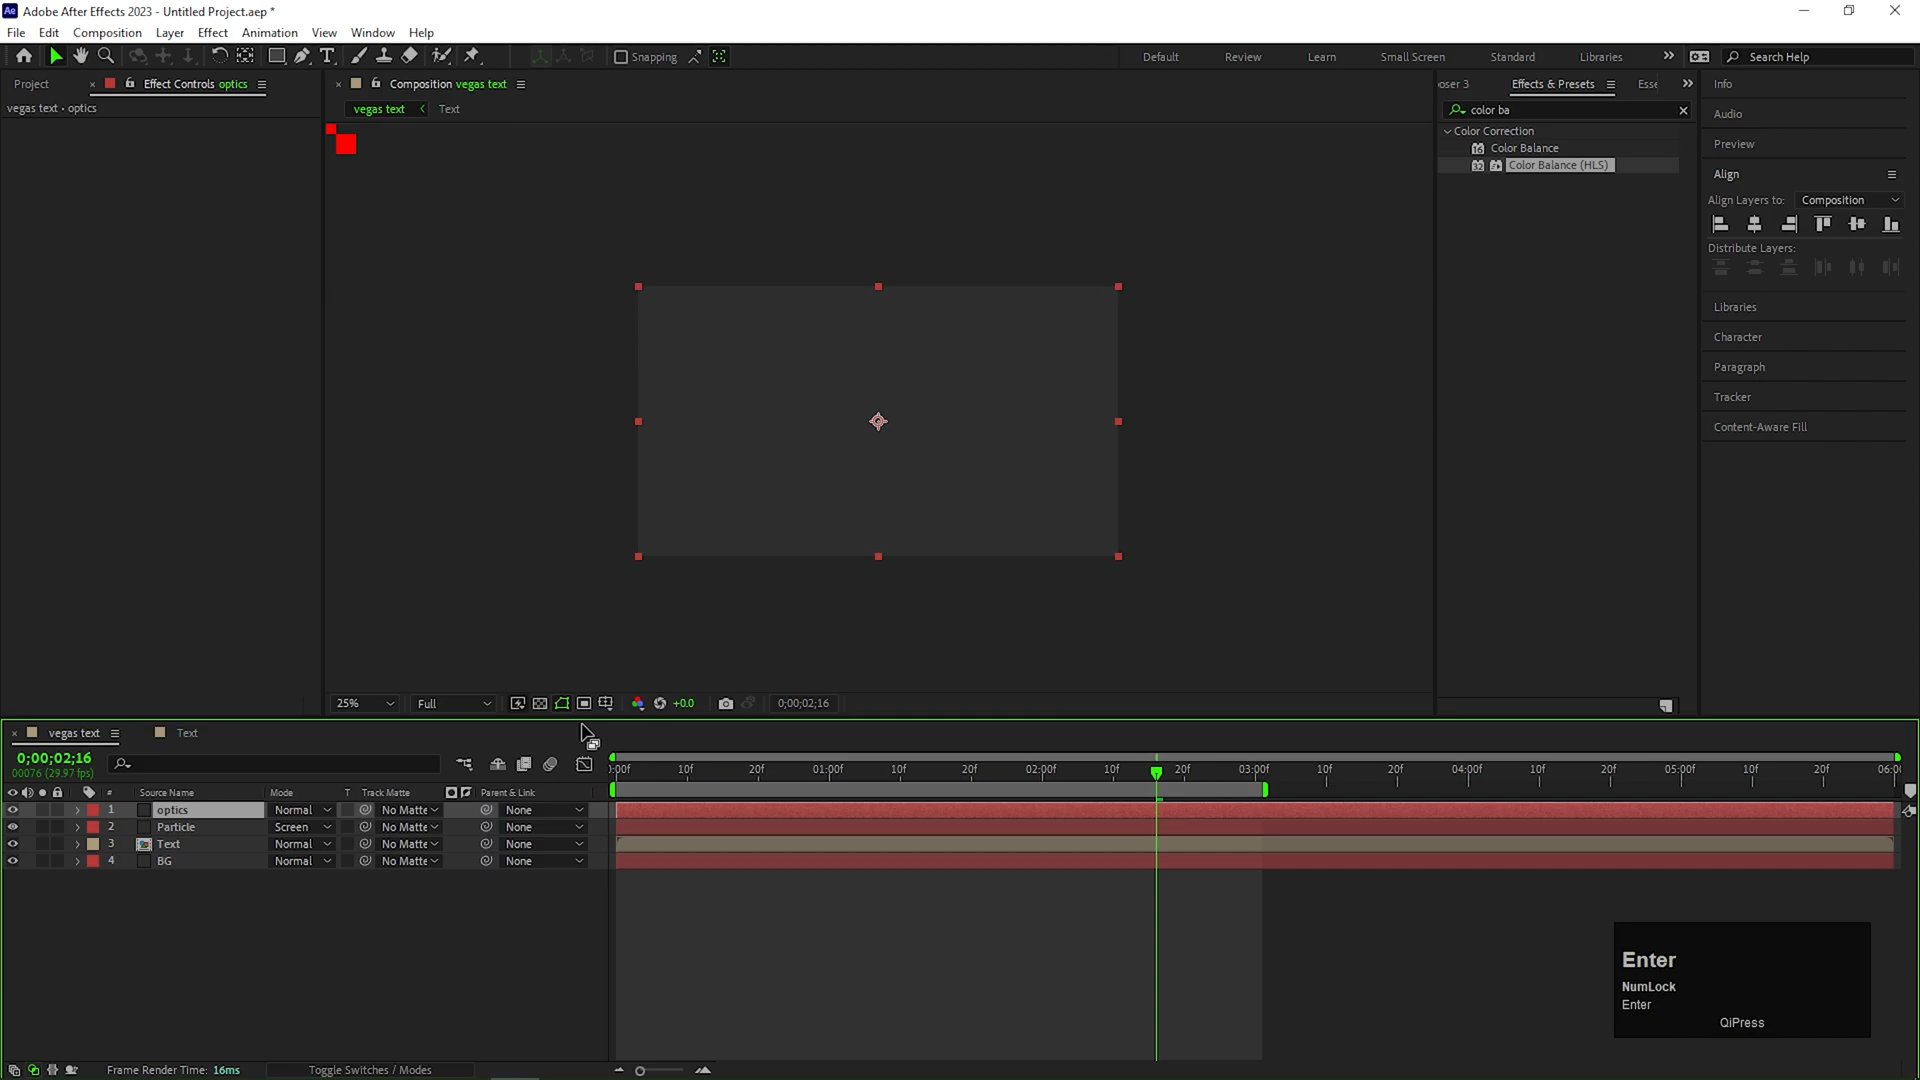 Adobe After Effects 2023 - Untitled Project.aep *
File Edit Composition Layer Effect Animation View Window Help
Snapping
Default Review Learn Small Screen Standard Libraries
Search Help
Project
Effect Controls optics
vegas text • optics
Composition vegas text
vegas text
Text
oser 3 Effects & Presets Esse
color ba
Color Correction
Color Balance
Color Balance (HLS)
Info
Audio
Preview
Align
Align Layers to: Composition
Distribute Layers:
Libraries
Character
Paragraph
Tracker
Content-Aware Fill
25% Full +0.0 0;00;02;16
vegas text Text
0;00;02;16
00076 (29.97 fps)
:00f 10f 20f 01:00f 10f 20f 02:00f 10f 20f 03:00f 10f 20f 04:00f 10f 20f 05:00f 10f 20f 06:00
# Source Name Mode T Track Matte Parent & Link
1 optics Normal No Matte None
2 Particle Screen No Matte None
3 Text Normal No Matte None
4 BG Normal No Matte None
Enter
NumLock
Enter
QiPress
Frame Render Time: 16ms
Toggle Switches / Modes